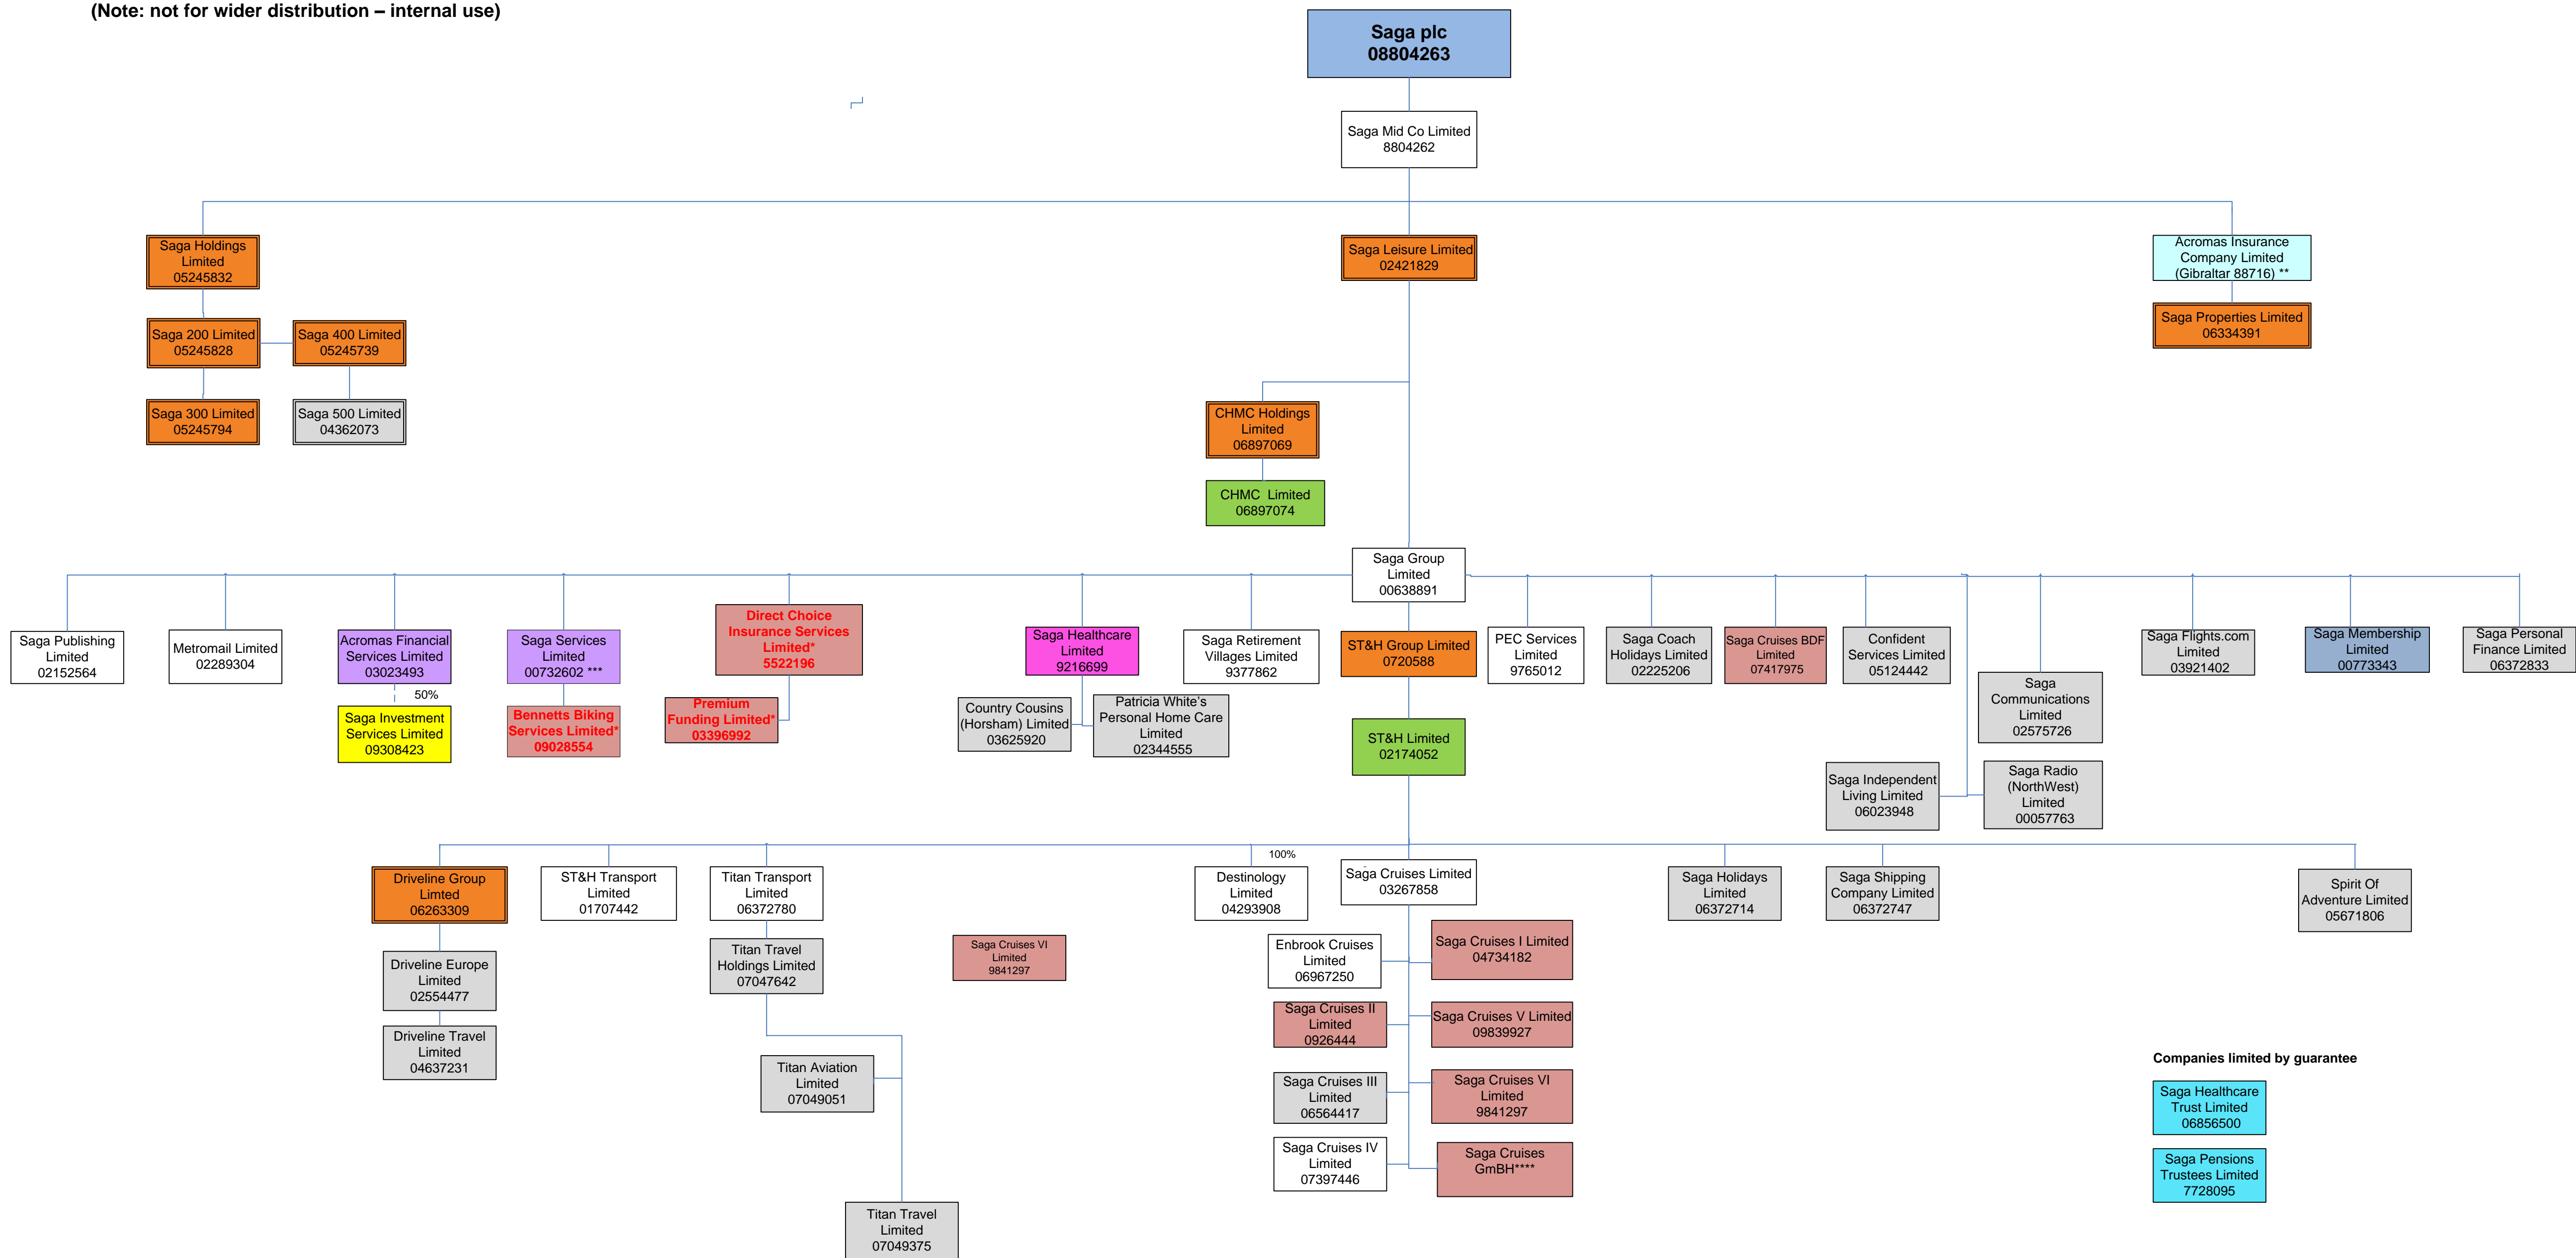 (Note: not for wider distribution – internal use)
Saga plc
08804263
Saga Mid Co Limited
8804262
Saga Holdings
Limited
05245832
Saga Leisure Limited
02421829
Acromas Insurance
Company Limited
(Gibraltar 88716) **
Saga 200 Limited
05245828
Saga 400 Limited
05245739
Saga Properties Limited
06334391
Saga 300 Limited
05245794
Saga 500 Limited
04362073
CHMC Holdings
Limited
06897069
CHMC Limited
06897074
Saga Group
Limited
00638891
Saga Publishing
Limited
02152564
Metromail Limited
02289304
Acromas Financial
Services Limited
03023493
50%
Saga Investment
Services Limited
09308423
Saga Services
Limited
00732602 ***
Bennetts Biking
Services Limited*
09028554
Direct Choice
Insurance Services
Limited*
5522196
Premium
Funding Limited*
03396992
Saga Healthcare
Limited
9216699
Country Cousins
(Horsham) Limited
03625920
Patricia White's
Personal Home Care
Limited
02344555
Saga Retirement
Villages Limited
9377862
ST&H Group Limited
0720588
ST&H Limited
02174052
PEC Services
Limited
9765012
Saga Coach
Holidays Limited
02225206
Saga Cruises BDF
Limited
07417975
Confident
Services Limited
05124442
Saga
Communications
Limited
02575726
Saga Independent
Living Limited
06023948
Saga Radio
(NorthWest)
Limited
00057763
Saga Flights.com
Limited
03921402
Saga Membership
Limited
00773343
Saga Personal
Finance Limited
06372833
Driveline Group
Limted
06263309
Driveline Europe
Limited
02554477
Driveline Travel
Limited
04637231
ST&H Transport
Limited
01707442
Titan Transport
Limited
06372780
Titan Travel
Holdings Limited
07047642
Titan Aviation
Limited
07049051
Titan Travel
Limited
07049375
Saga Cruises VI
Limited
9841297
100%
Destinology
Limited
04293908
Saga Cruises Limited
03267858
Enbrook Cruises
Limited
06967250
Saga Cruises I Limited
04734182
Saga Cruises II
Limited
0926444
Saga Cruises V Limited
09839927
Saga Cruises III
Limited
06564417
Saga Cruises VI
Limited
9841297
Saga Cruises IV
Limited
07397446
Saga Cruises
GmBH****
Saga Holidays
Limited
06372714
Saga Shipping
Company Limited
06372747
Spirit Of
Adventure Limited
05671806
Companies limited by guarantee
Saga Healthcare
Trust Limited
06856500
Saga Pensions
Trustees Limited
7728095